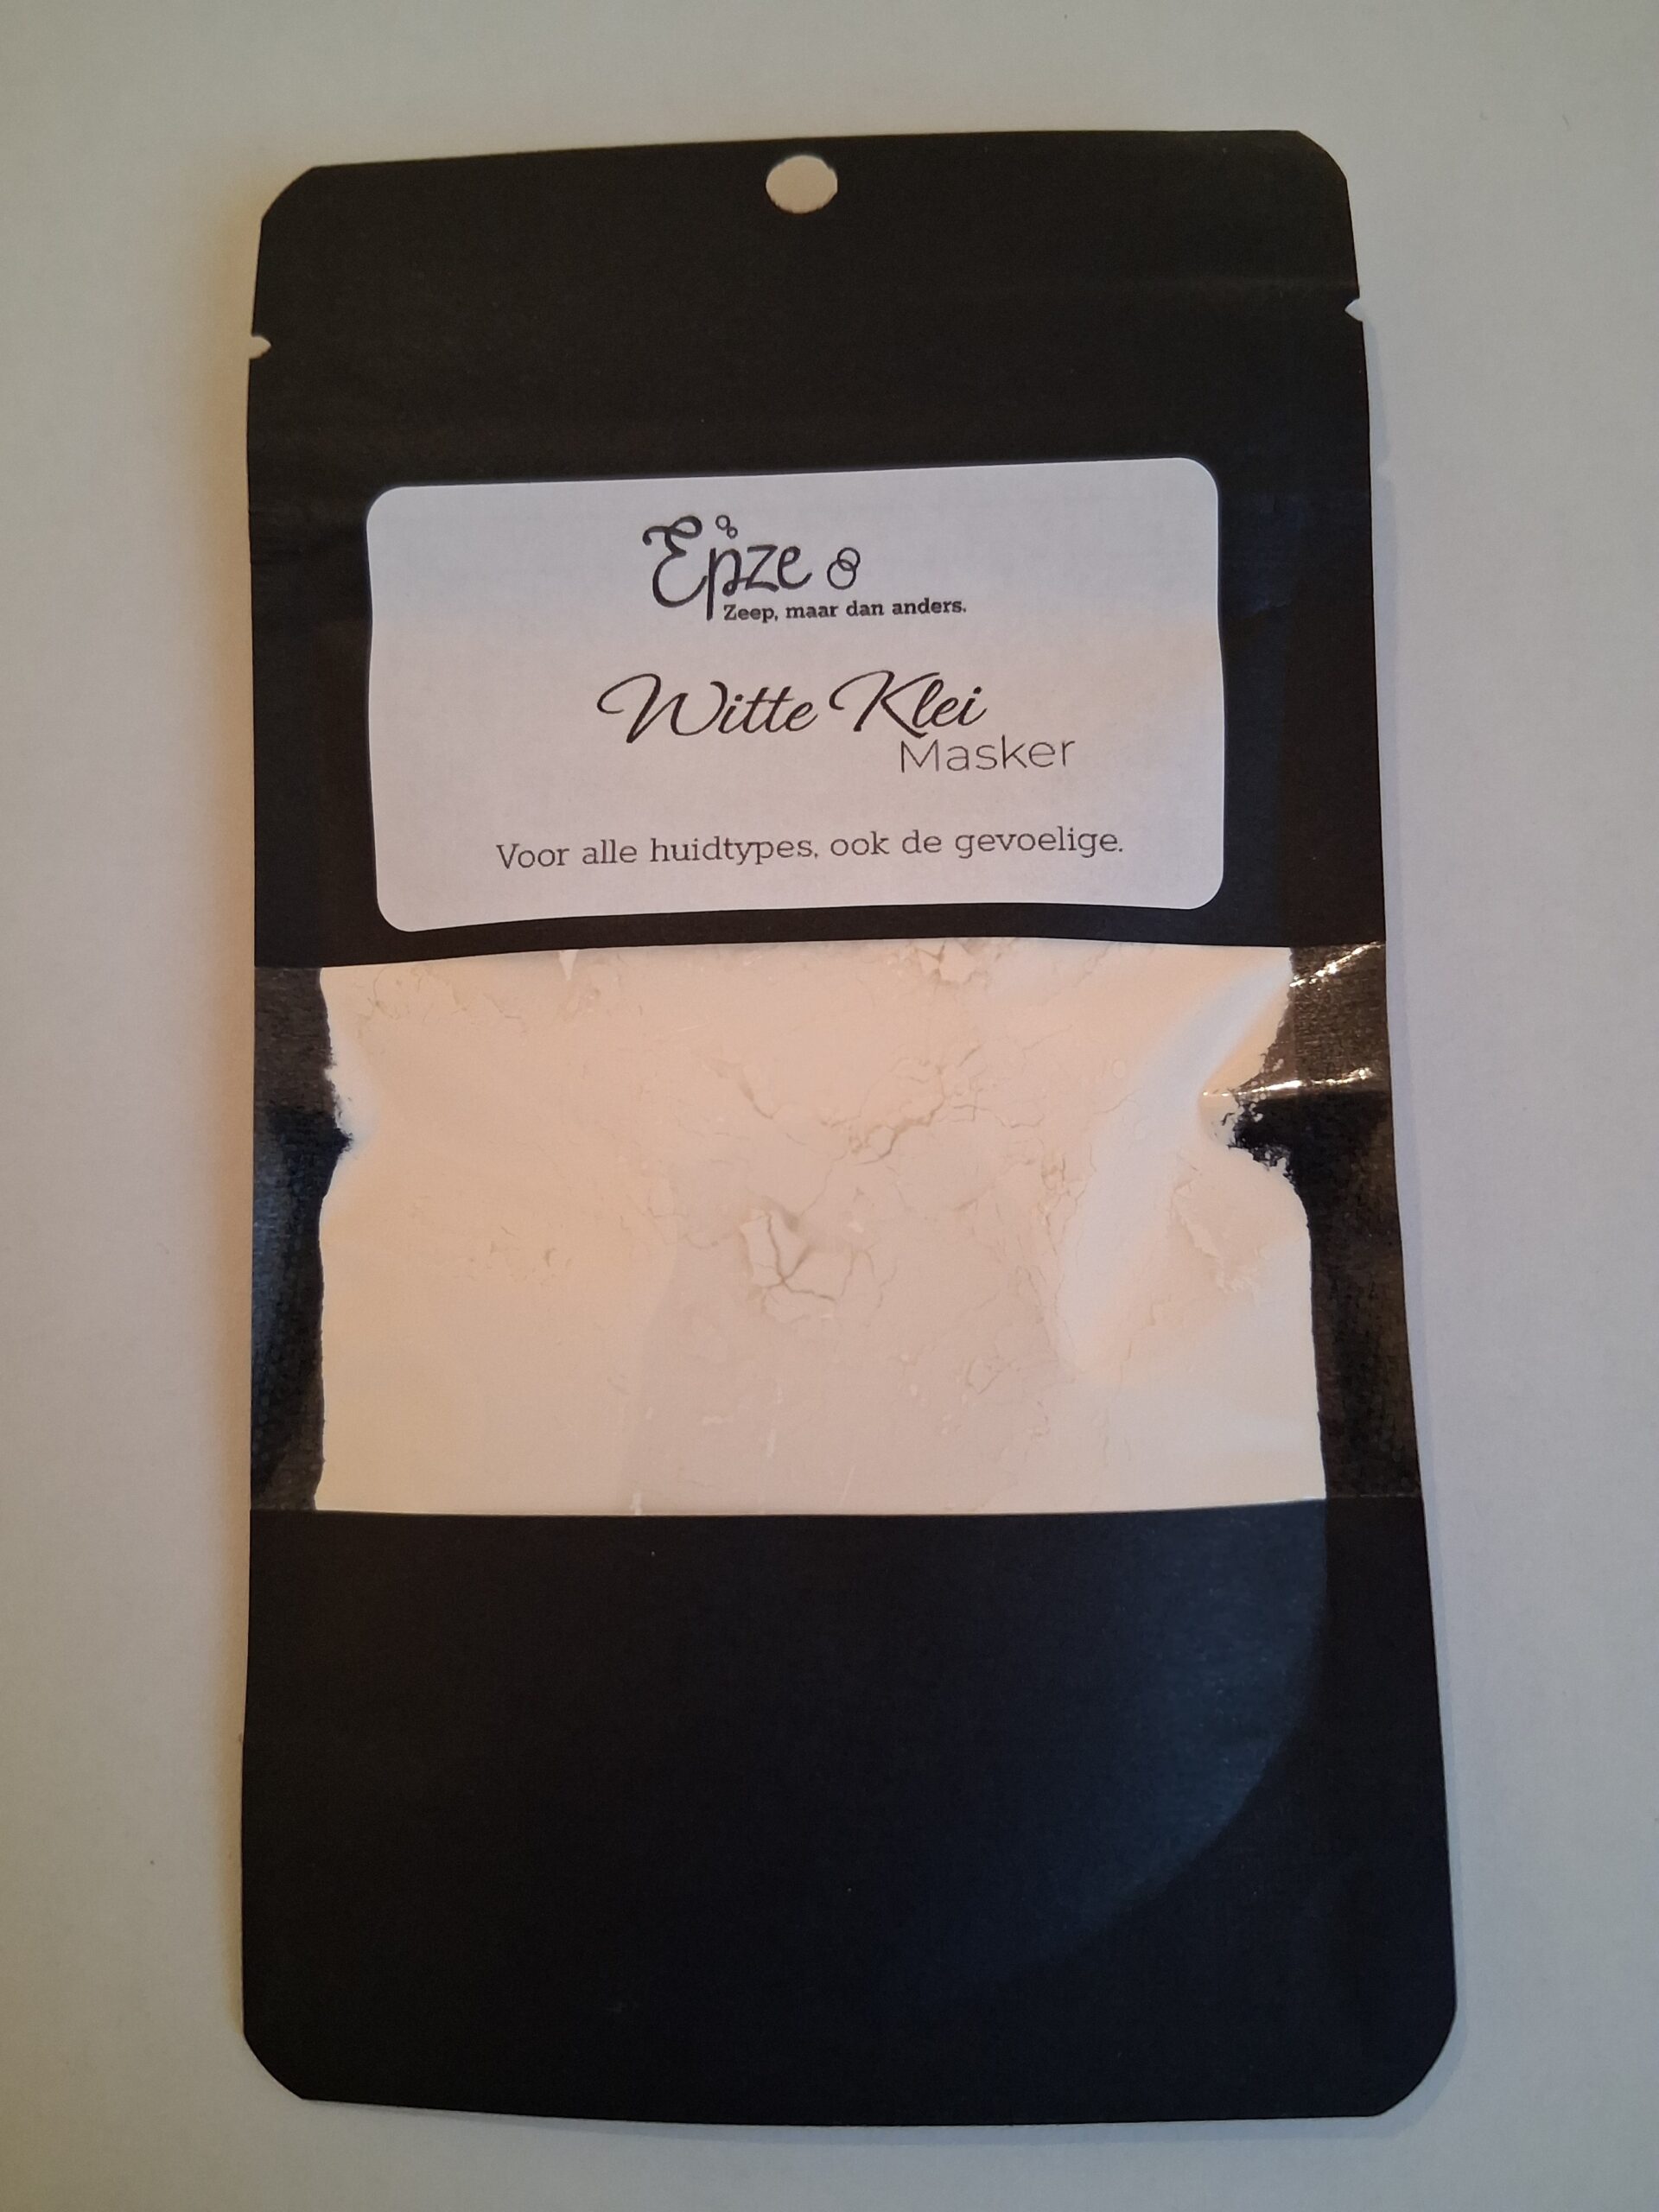 Epze
Zeep, maar dan anders.
Witte Klei
Masker
Voor alle huidtypes, ook de gevoelige.